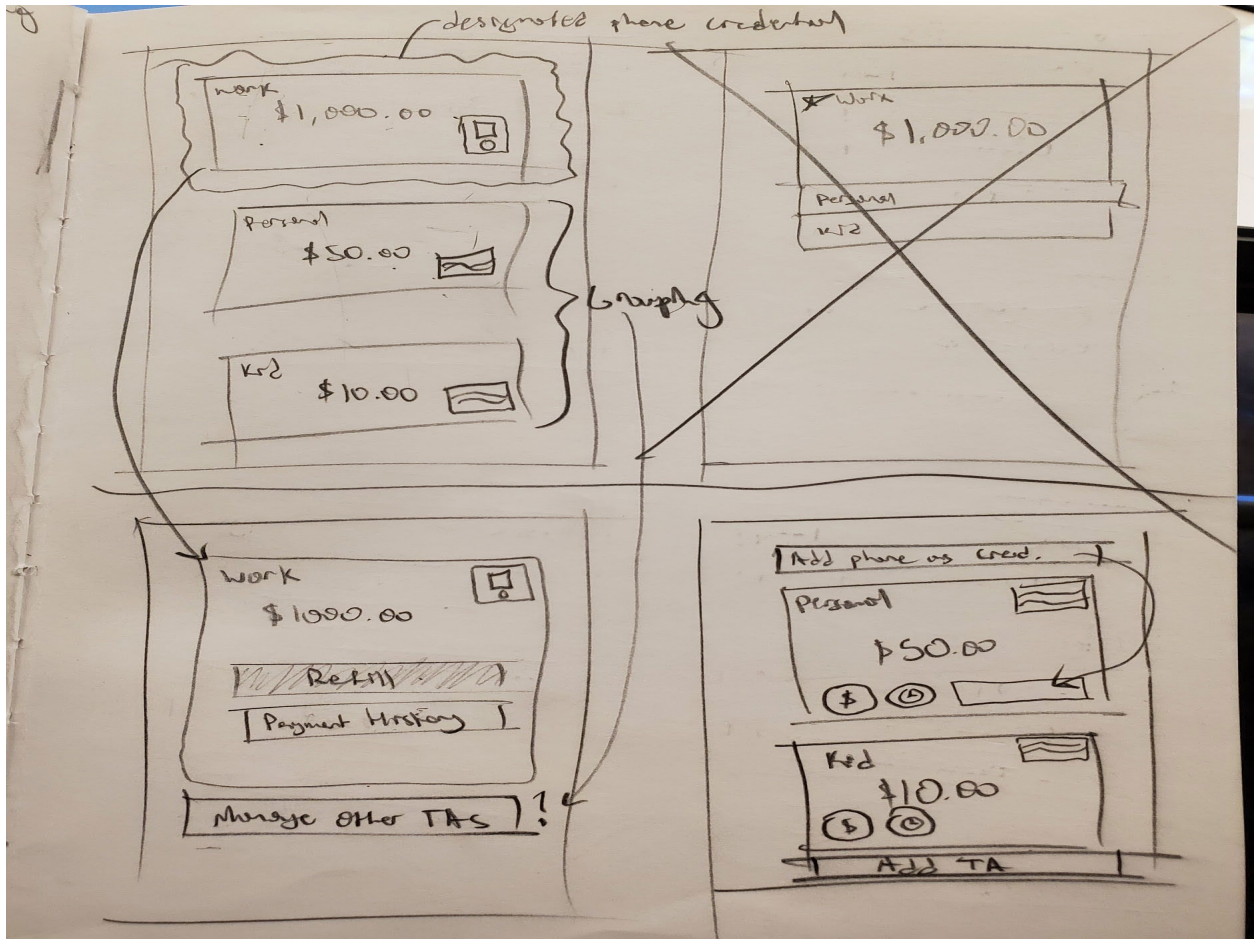 designated phone credential
Work
$1,000.00
Personal
$50.00
Kid
$10.00
Grouping
Work
$1,000.00
Personal
Kid
Work
$1000.00
Refill
Payment History
Manage Other TAs ?
Add phone as cred.
Personal
$50.00
$
Kid
$10.00
$
Add TA